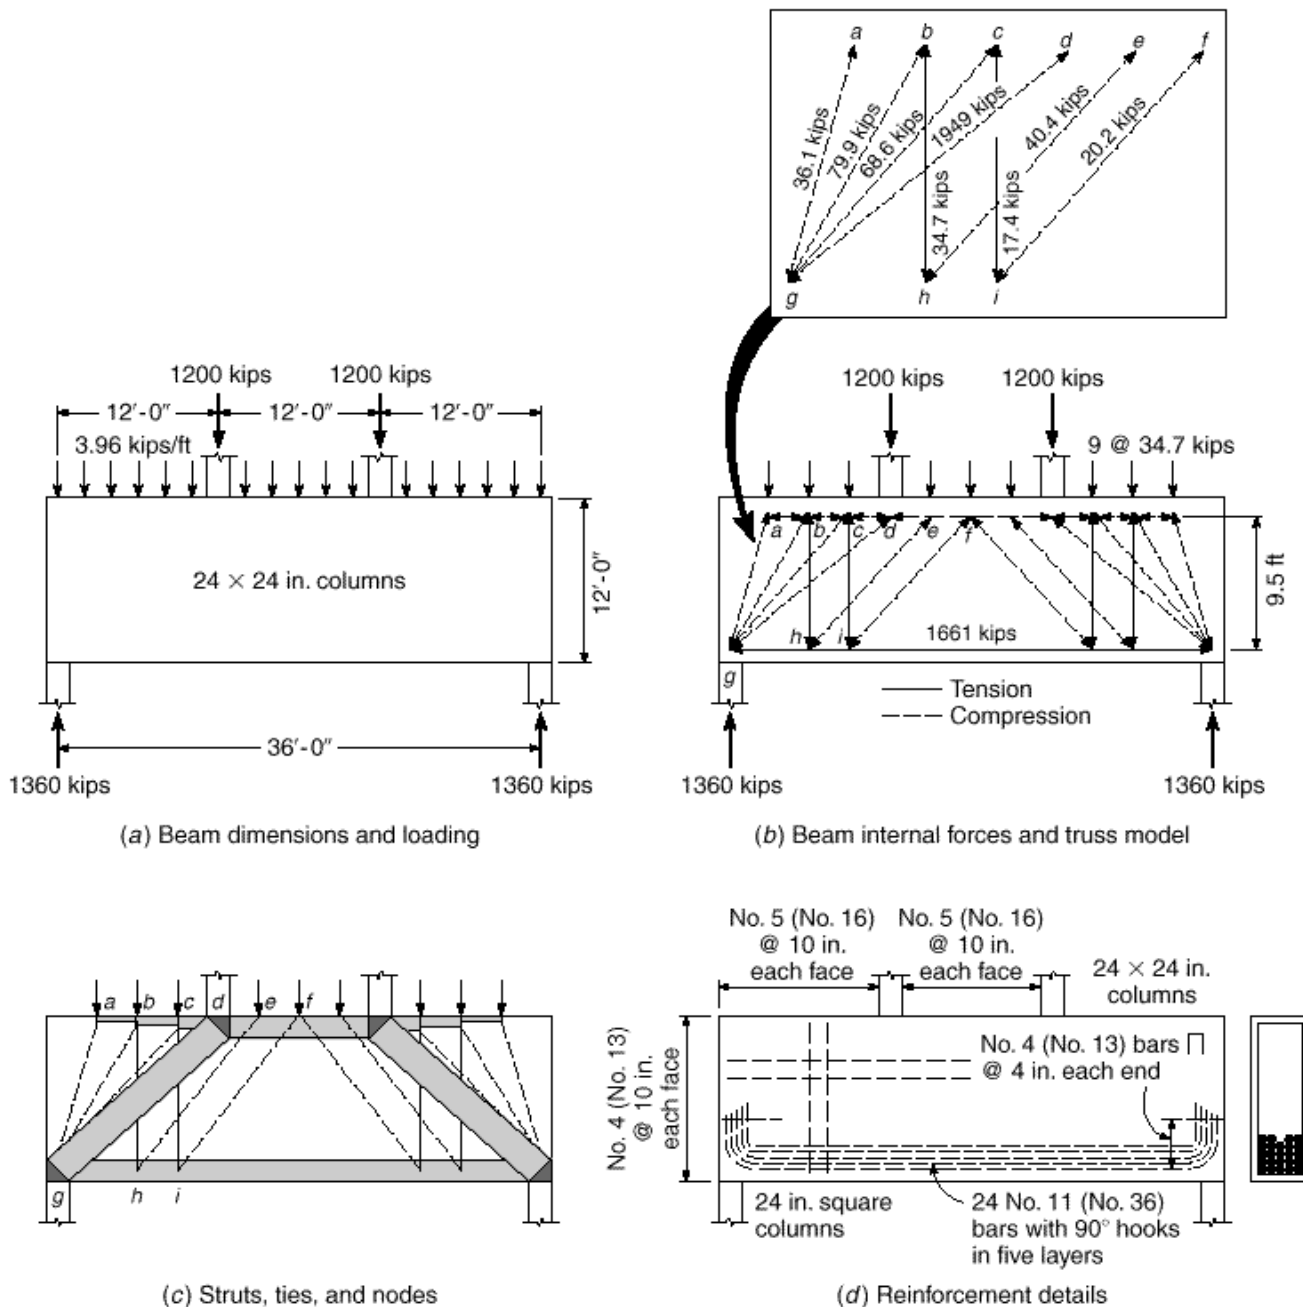 a b c d e f
36.1 kips
79.9 kips
68.6 kips
1949 kips
34.7 kips
17.4 kips
40.4 kips
20.2 kips
g h i
1200 kips 1200 kips
12'-0" 12'-0" 12'-0"
3.96 kips/ft
24 × 24 in. columns
12'-0"
36'-0"
1360 kips 1360 kips
(a) Beam dimensions and loading
1200 kips 1200 kips
9 @ 34.7 kips
a b c d e f
9.5 ft
h i 1661 kips
g
Tension
Compression
1360 kips 1360 kips
(b) Beam internal forces and truss model
a b c d e f
g h i
(c) Struts, ties, and nodes
No. 5 (No. 16)
@ 10 in.
each face
No. 5 (No. 16)
@ 10 in.
each face
24 × 24 in.
columns
No. 4 (No. 13)
@ 10 in.
each face
No. 4 (No. 13) bars
@ 4 in. each end
24 in. square
columns
24 No. 11 (No. 36)
bars with 90° hooks
in five layers
(d) Reinforcement details